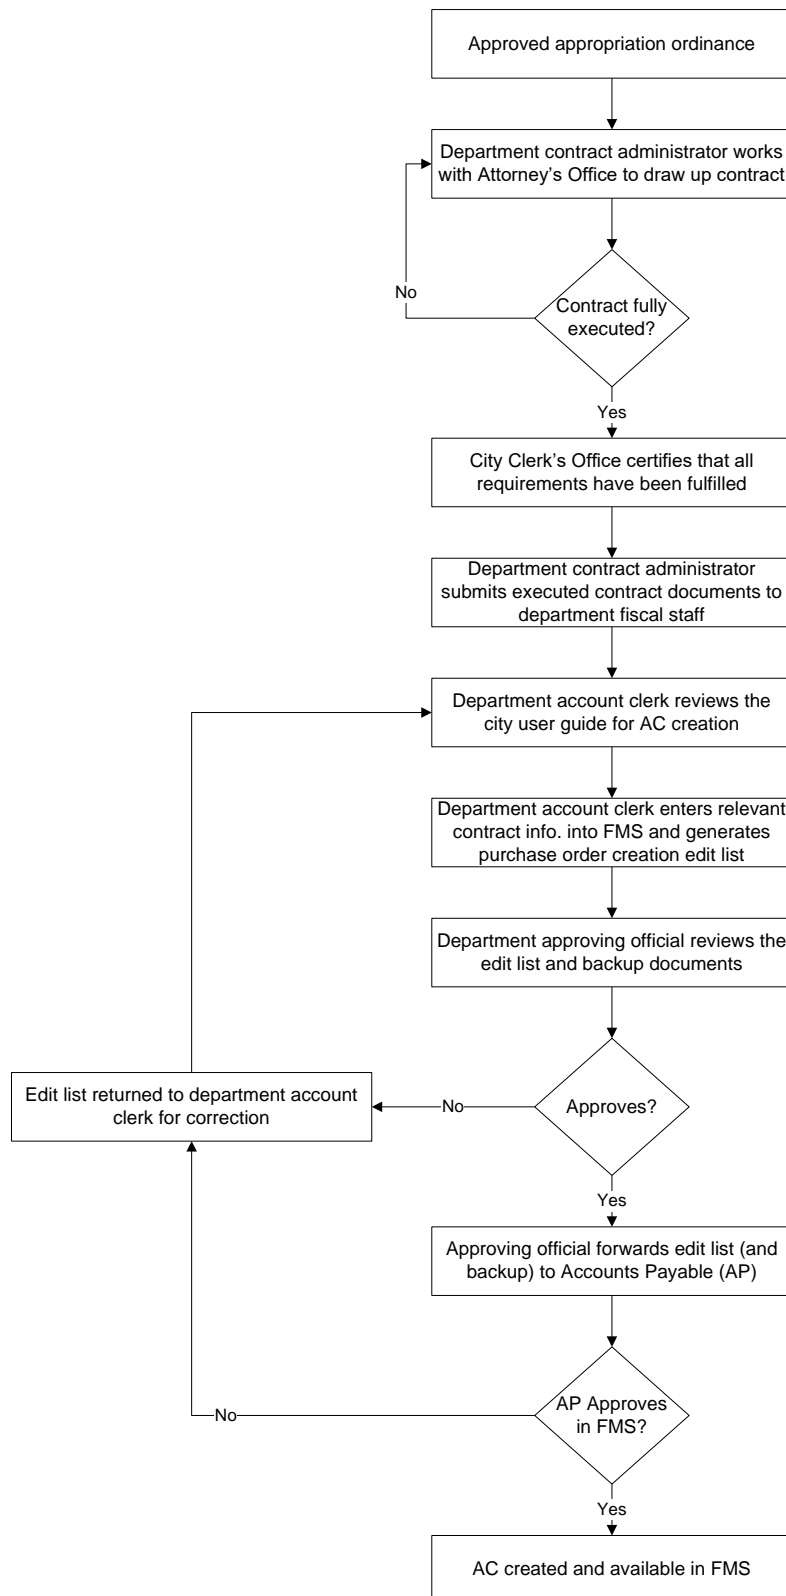 Approved appropriation ordinance
Department contract administrator works
with Attorney’s Office to draw up contract
No
Contract fully
executed?
Yes
City Clerk’s Office certifies that all
requirements have been fulfilled
Department contract administrator
submits executed contract documents to
department fiscal staff
Department account clerk reviews the
city user guide for AC creation
Department account clerk enters relevant
contract info. into FMS and generates
purchase order creation edit list
Department approving official reviews the
edit list and backup documents
Edit list returned to department account
clerk for correction
No
Approves?
Yes
Approving official forwards edit list (and
backup) to Accounts Payable (AP)
No
AP Approves
in FMS?
Yes
AC created and available in FMS